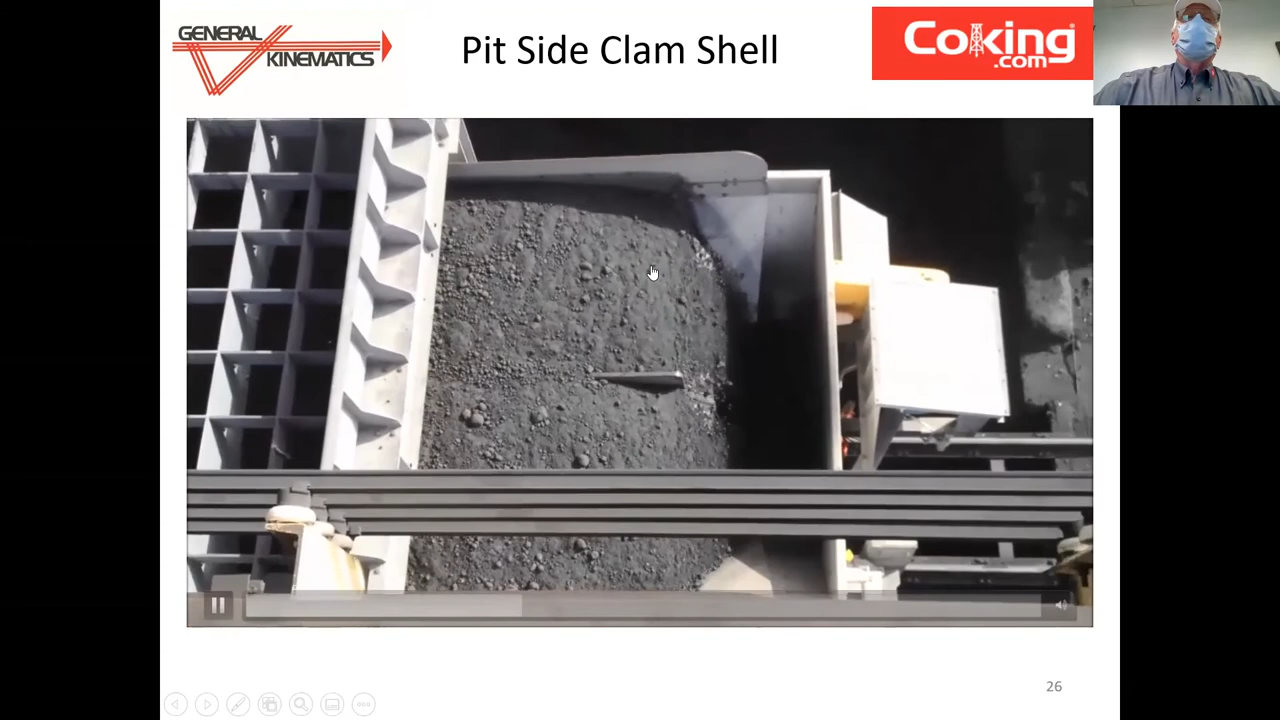 GENERAL
KINEMATICS
Pit Side Clam Shell
Coking
.com
26